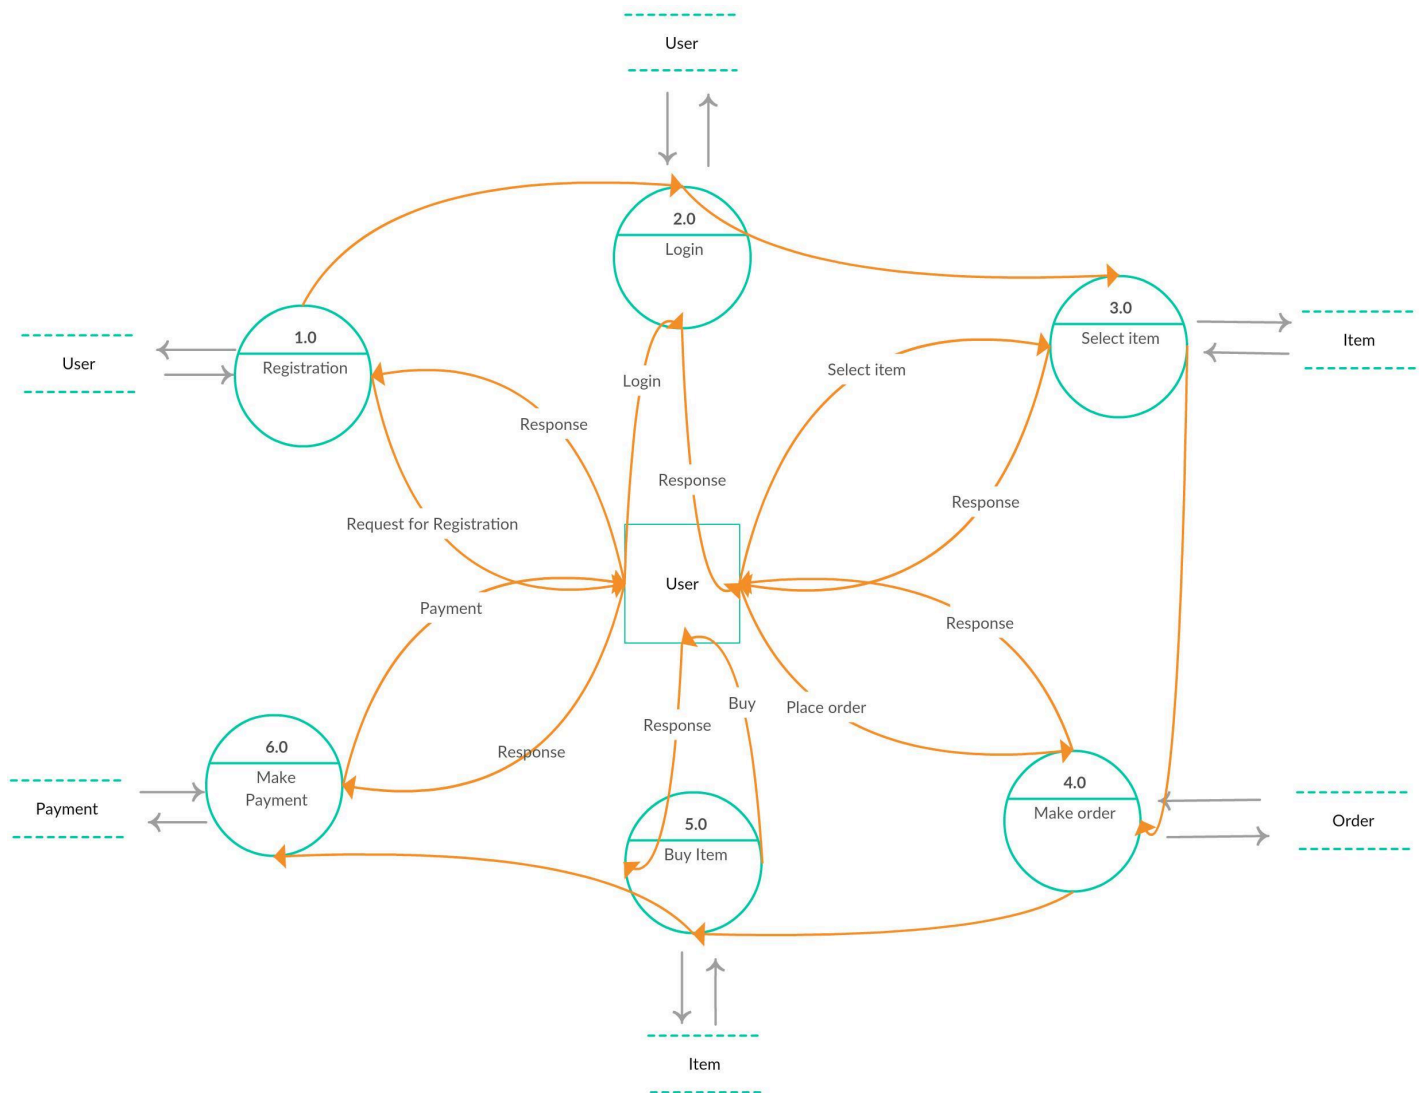 User
2.0
Login
3.0
Select item
Item
1.0
Registration
User
Login
Select item
Response
Response
Response
Request for Registration
User
Payment
Response
Buy
Place order
Response
Response
6.0
Make
Payment
Payment
5.0
Buy Item
4.0
Make order
Order
Item